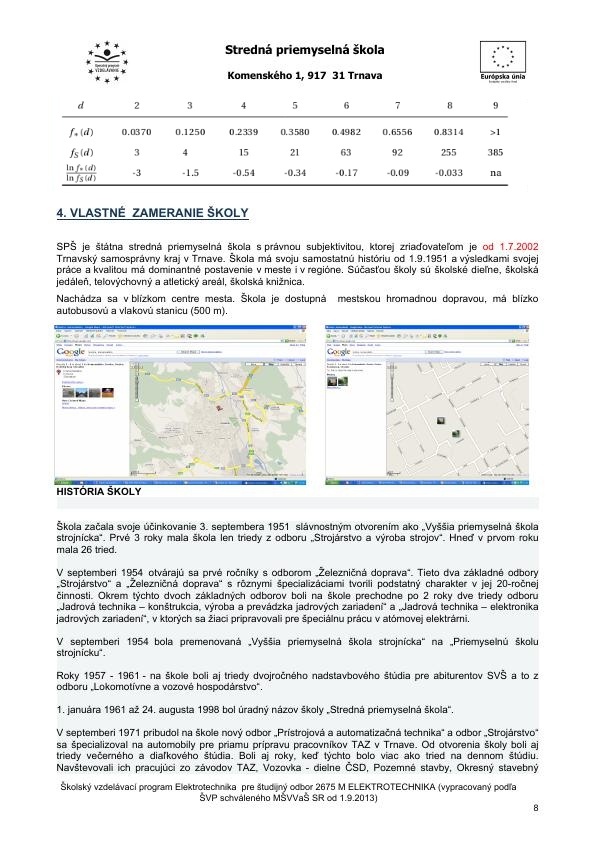 Stredná priemyselná škola
Komenského 1, 917 31 Trnava
Európska únia
d 2 3 4 5 6 7 8 9
f*(d) 0.0370 0.1250 0.2339 0.3580 0.4982 0.6556 0.8314 >1
fS(d) 3 4 15 21 63 92 255 385
ln f*(d)
ln fS(d)
-3 -1.5 -0.54 -0.34 -0.17 -0.09 -0.033 na
4. VLASTNÉ ZAMERANIE ŠKOLY
SPŠ je štátna stredná priemyselná škola s právnou subjektivitou, ktorej zriaďovateľom je od 1.7.2002
Trnavský samosprávny kraj v Trnave. Škola má svoju samostatnú históriu od 1.9.1951 a výsledkami svojej
práce a kvalitou má dominantné postavenie v meste i v regióne. Súčasťou školy sú školské dieľne, školská
jedáleň, telovýchovný a atletický areál, školská knižnica.
Nachádza sa v blízkom centre mesta. Škola je dostupná mestskou hromadnou dopravou, má blízko
autobusovú a vlakovú stanicu (500 m).
Google
Google
HISTÓRIA ŠKOLY
Škola začala svoje účinkovanie 3. septembera 1951 slávnostným otvorením ako „Vyššia priemyselná škola
strojnícka“. Prvé 3 roky mala škola len triedy z odboru „Strojárstvo a výroba strojov“. Hneď v prvom roku
mala 26 tried.
V septemberi 1954 otvárajú sa prvé ročníky s odborom „Železničná doprava“. Tieto dva základné odbory
„Strojárstvo“ a „Železničná doprava“ s rôznymi špecializáciami tvorili podstatný charakter v jej 20-ročnej
činnosti. Okrem týchto dvoch základných odborov boli na škole prechodne po 2 roky dve triedy odboru
„Jadrová technika – konštrukcia, výroba a prevádzka jadrových zariadení“ a „Jadrová technika – elektronika
jadrových zariadení“, v ktorých sa žiaci pripravovali pre špeciálnu prácu v atómovej elektrárni.
V septemberi 1954 bola premenovaná „Vyššia priemyselná škola strojnícka“ na „Priemyselnú školu
strojnícku“.
Roky 1957 - 1961 - na škole boli aj triedy dvojročného nadstavbového štúdia pre abiturentov SVŠ a to z
odboru „Lokomotívne a vozové hospodárstvo“.
1. januára 1961 až 24. augusta 1998 bol úradný názov školy „Stredná priemyselná škola“.
V septemberi 1971 pribudol na škole nový odbor „Prístrojová a automatizačná technika“ a odbor „Strojárstvo“
sa špecializoval na automobily pre priamu prípravu pracovníkov TAZ v Trnave. Od otvorenia školy boli aj
triedy večerného a diaľkového štúdia. Boli aj roky, keď týchto bolo viac ako tried na dennom štúdiu.
Navštevovali ich pracujúci zo závodov TAZ, Vozovka - dielne ČSD, Pozemné stavby, Okresný stavebný
Školský vzdelávací program Elektrotechnika pre študijný odbor 2675 M ELEKTROTECHNIKA (vypracovaný podľa
ŠVP schváleného MŠVVaŠ SR od 1.9.2013)
8